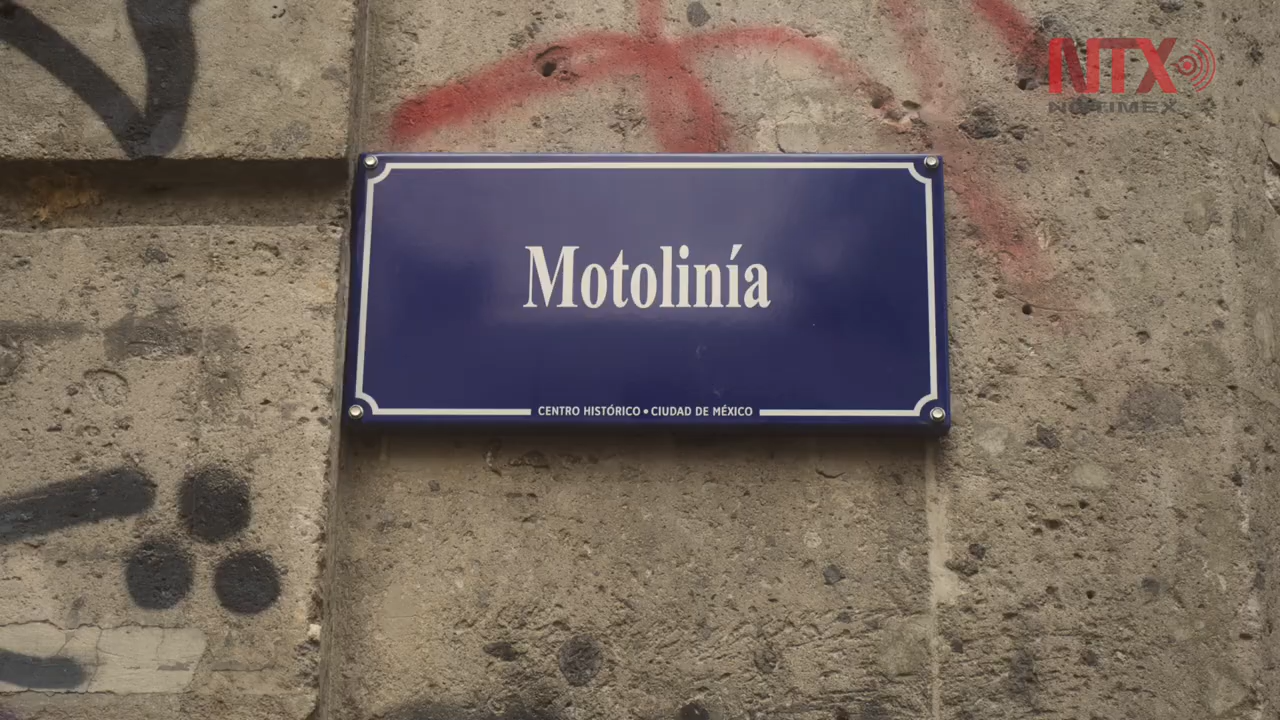 NTX
NOTIMEX
Motolinía
CENTRO HISTÓRICO • CIUDAD DE MÉXICO